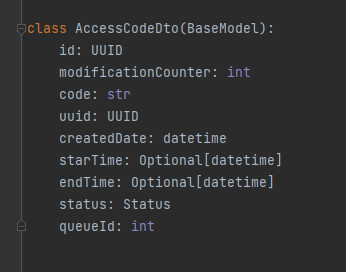 class AccessCodeDto(BaseModel):
id: UUID
modificationCounter: int
code: str
uuid: UUID
createdDate: datetime
starTime: Optional[datetime]
endTime: Optional[datetime]
status: Status
queueId: int